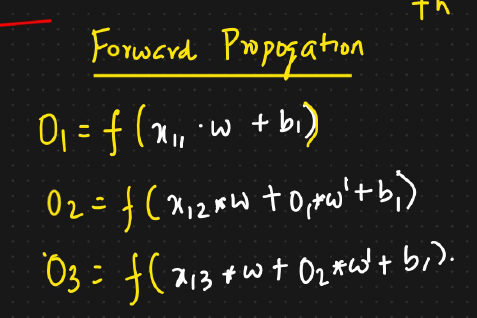 Forward Propogation
O₁ = f(x₁₁ · w + b₁)
O₂ = f(x₁₂ * w + O₁ * w' + b₁)
O₃ = f(x₁₃ * w + O₂ * w' + b₁).